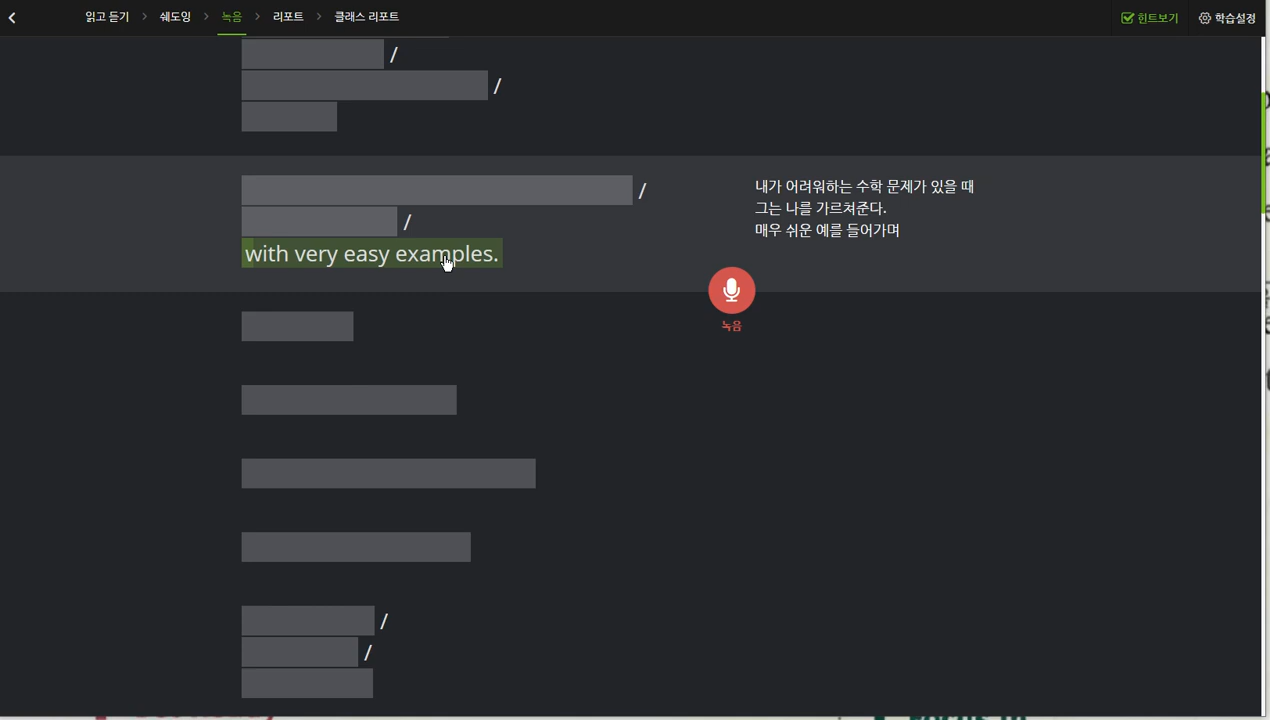 읽고 듣기 > 쉐도잉 > 녹음 > 리포트 > 클래스 리포트
힌트보기
학습설정
/
/
/
/
with very easy examples.
내가 어려워하는 수학 문제가 있을 때
그는 나를 가르쳐준다.
매우 쉬운 예를 들어가며
녹음
/
/